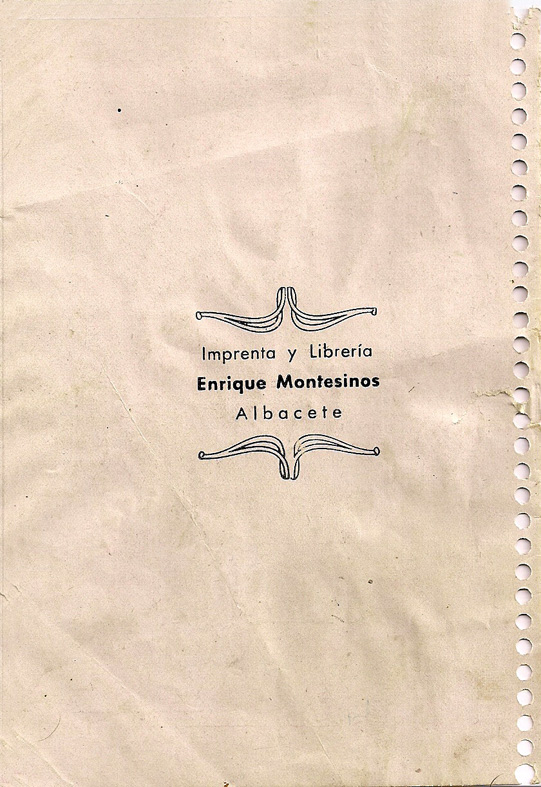 Imprenta y Librería
Enrique Montesinos
Albacete